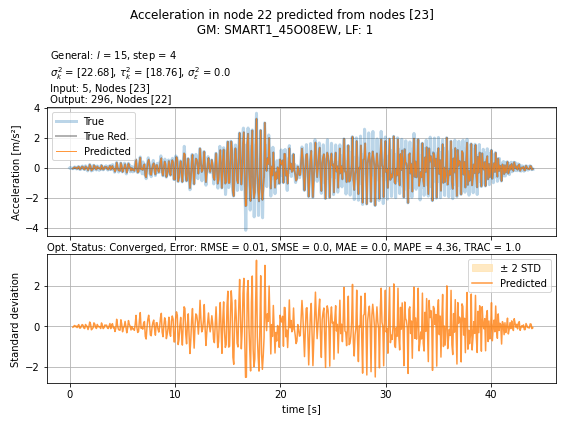 Acceleration in node 22 predicted from nodes [23]
GM: SMART1_45O08EW, LF: 1
General: l = 15, step = 4
σ²ₖ = [22.68], τ²ₖ = [18.76], σ²ₑ = 0.0
Input: 5, Nodes [23]
Output: 296, Nodes [22]
4
2
0
−2
−4
Acceleration [m/s²]
True
True Red.
Predicted
Opt. Status: Converged, Error: RMSE = 0.01, SMSE = 0.0, MAE = 0.0, MAPE = 4.36, TRAC = 1.0
2
0
−2
Standard deviation
± 2 STD
Predicted
0 10 20 30 40
time [s]